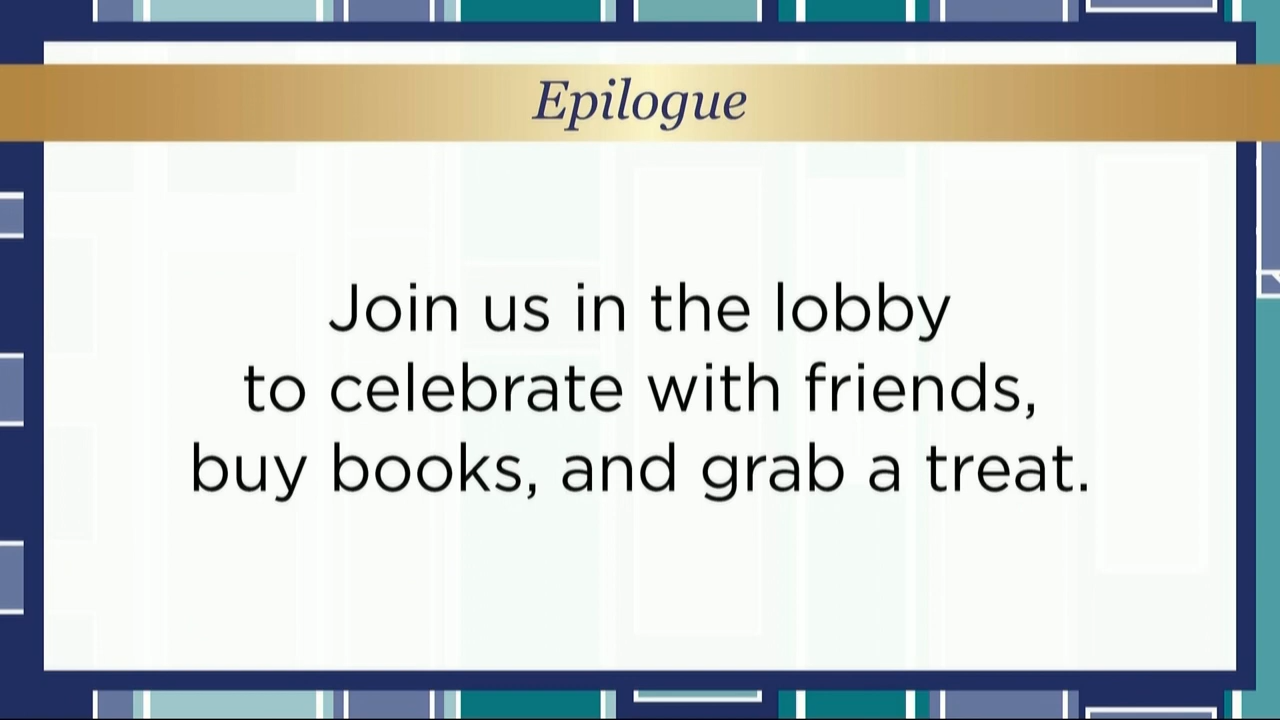 Epilogue
Join us in the lobby
to celebrate with friends,
buy books, and grab a treat.